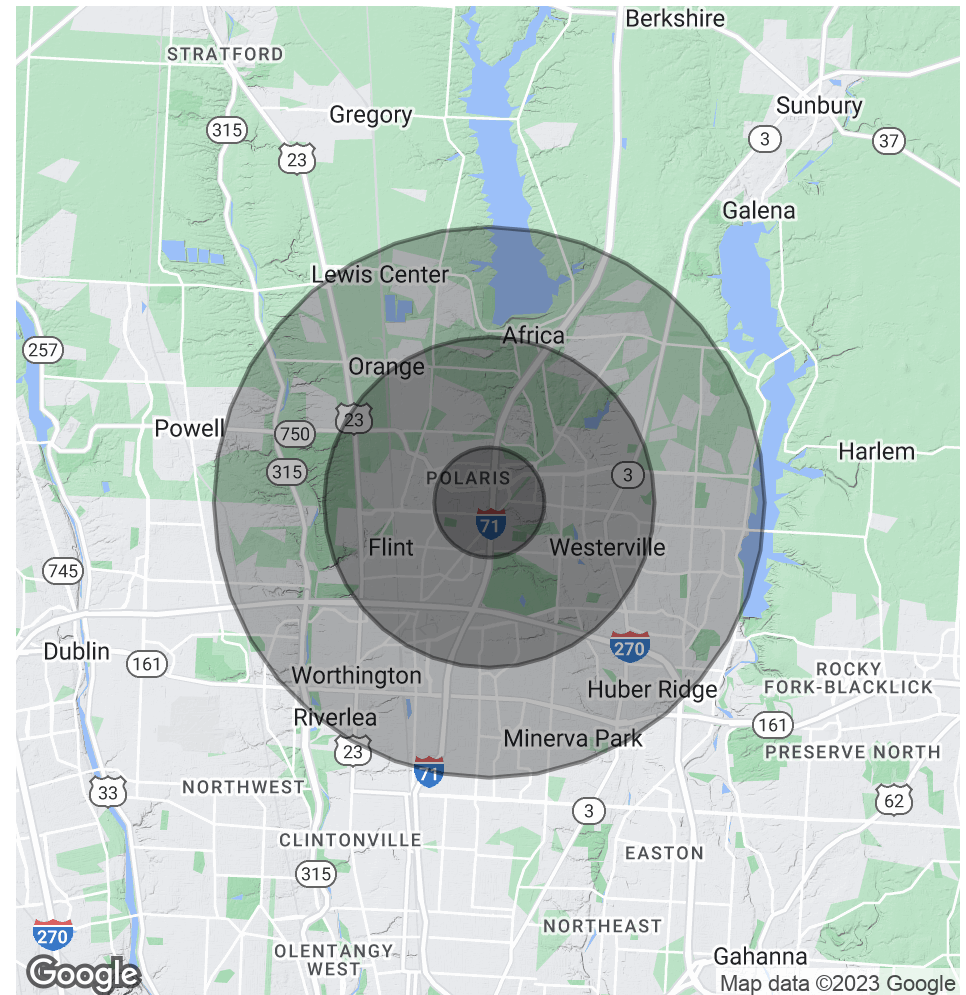 Berkshire
STRATFORD
Sunbury
Gregory
315
3
37
23
Galena
Lewis Center
Africa
257
Orange
23
Powell
750
Harlem
315
POLARIS
3
71
Flint
Westerville
745
270
Dublin
161
Worthington
ROCKY
FORK-BLACKLICK
Huber Ridge
Riverlea
161
23
Minerva Park
PRESERVE NORTH
71
NORTHWEST
33
62
3
CLINTONVILLE
EASTON
315
NORTHEAST
270
OLENTANGY
WEST
Gahanna
Google
Map data ©2023 Google